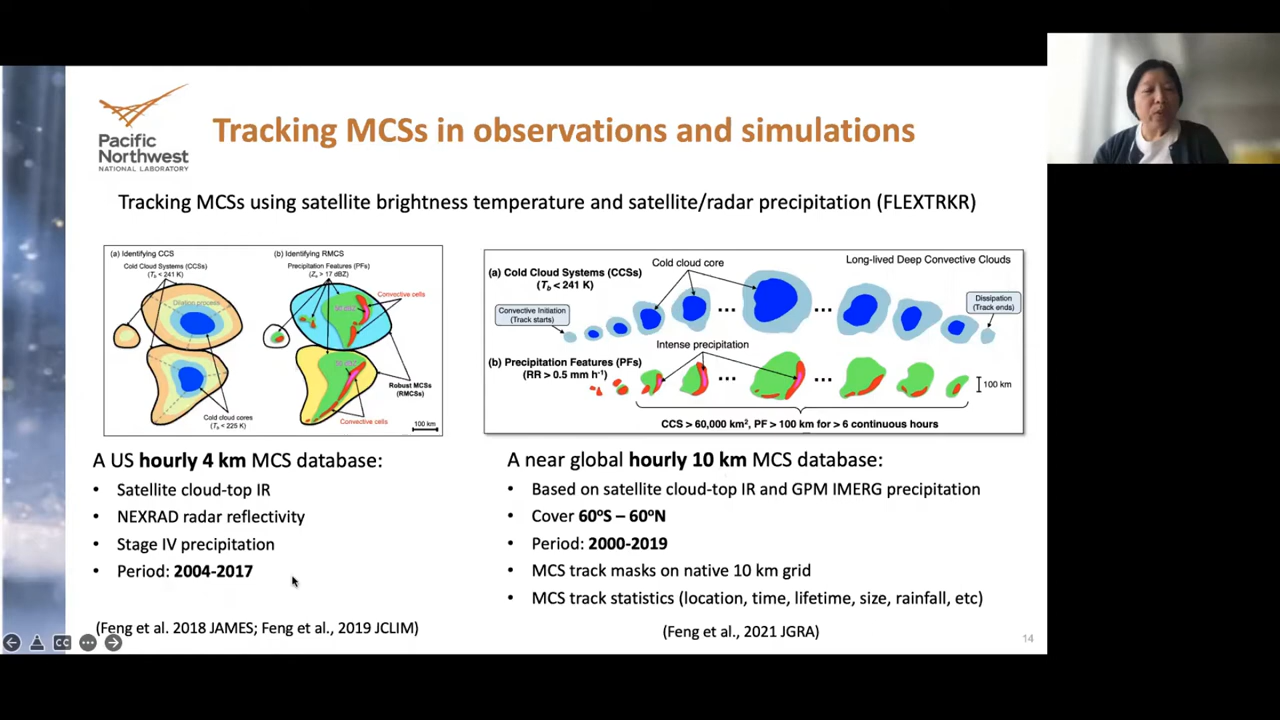 Pacific
Northwest
NATIONAL LABORATORY
Tracking MCSs in observations and simulations
Tracking MCSs using satellite brightness temperature and satellite/radar precipitation (FLEXTRKR)
(a) Identifying CCS
Cold Cloud Systems (CCSs)
(Tb < 241 K)
Dilation process
Cold cloud cores
(Tb < 225 K)
(b) Identifying RMCS
Precipitation Features (PFs)
(Ze > 17 dBZ)
Convective cells
Robust MCSs
(RMCSs)
Convective cells
100 km
Long-lived Deep Convective Clouds
(a) Cold Cloud Systems (CCSs)
(Tb < 241 K)
Cold cloud core
Convective Initiation
(Track starts)
Dissipation
(Track ends)
Intense precipitation
(b) Precipitation Features (PFs)
(RR > 0.5 mm h-1)
100 km
CCS > 60,000 km2, PF > 100 km for > 6 continuous hours
A US hourly 4 km MCS database:
• Satellite cloud-top IR
• NEXRAD radar reflectivity
• Stage IV precipitation
• Period: 2004-2017
(Feng et al. 2018 JAMES; Feng et al., 2019 JCLIM)
A near global hourly 10 km MCS database:
• Based on satellite cloud-top IR and GPM IMERG precipitation
• Cover 60oS – 60oN
• Period: 2000-2019
• MCS track masks on native 10 km grid
• MCS track statistics (location, time, lifetime, size, rainfall, etc)
(Feng et al., 2021 JGRA)
14
CC